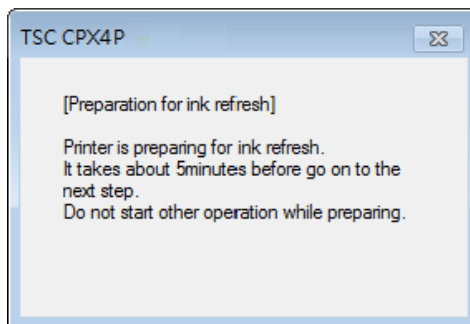 TSC CPX4P
[Preparation for ink refresh]
Printer is preparing for ink refresh.
It takes about 5minutes before go on to the
next step.
Do not start other operation while preparing.